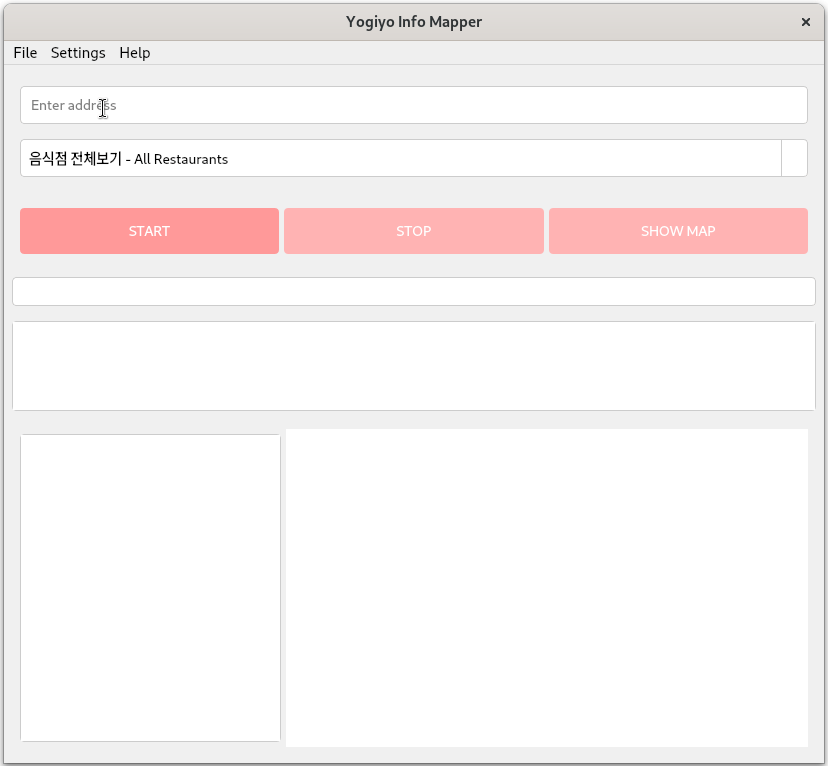 Yogiyo Info Mapper
File Settings Help
Enter address
음식점 전체보기 - All Restaurants
START STOP SHOW MAP